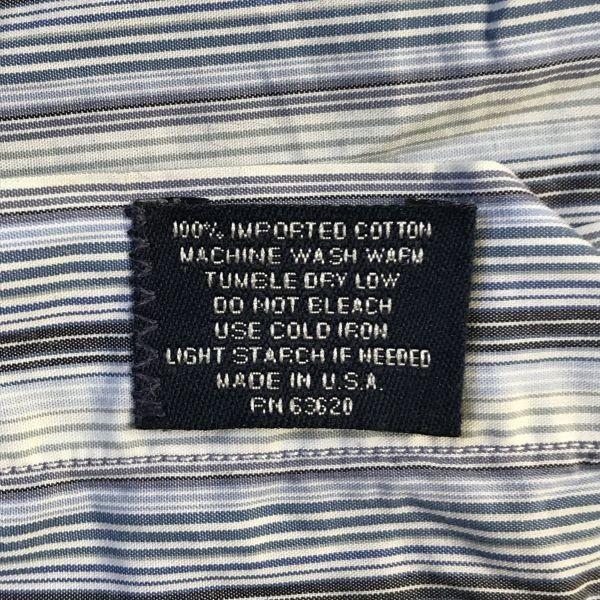 100% IMPORTED COTTON
MACHINE WASH WARM
TUMBLE DRY LOW
DO NOT BLEACH
USE COLD IRON
LIGHT STARCH IF NEEDED
MADE IN U.S.A.
RN 63620